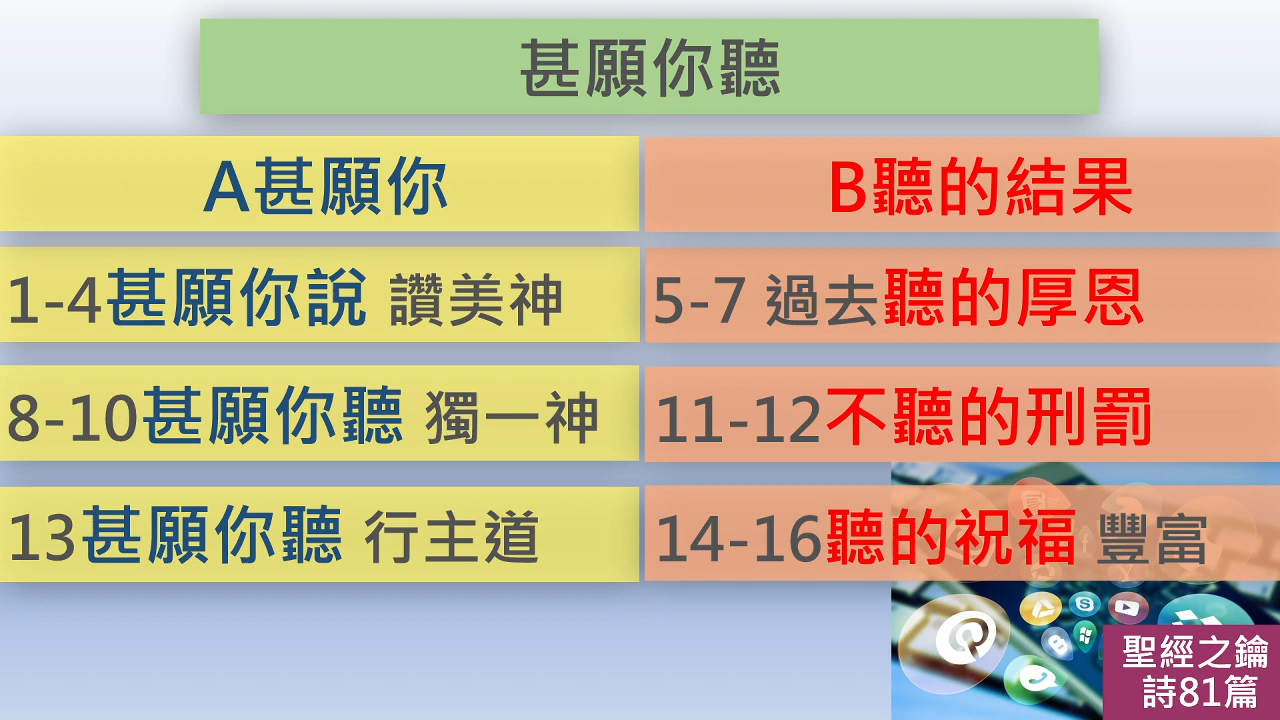 甚願你聽
A甚願你
B聽的結果
1-4甚願你說 讚美神
5-7 過去聽的厚恩
8-10甚願你聽 獨一神
11-12不聽的刑罰
13甚願你聽 行主道
14-16聽的祝福 豐富
聖經之鑰
詩81篇